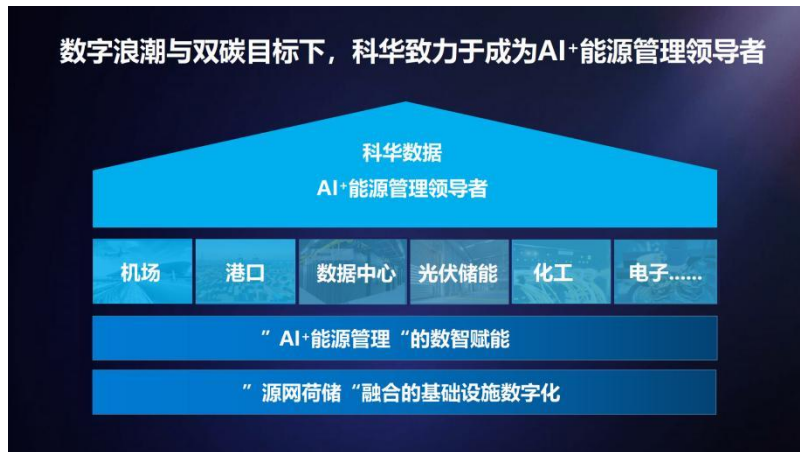 数字浪潮与双碳目标下，科华致力于成为AI⁺能源管理领导者
科华数据
AI⁺能源管理领导者
机场
港口
数据中心
光伏储能
化工
电子......
”AI⁺能源管理“的数智赋能
”源网荷储“融合的基础设施数字化